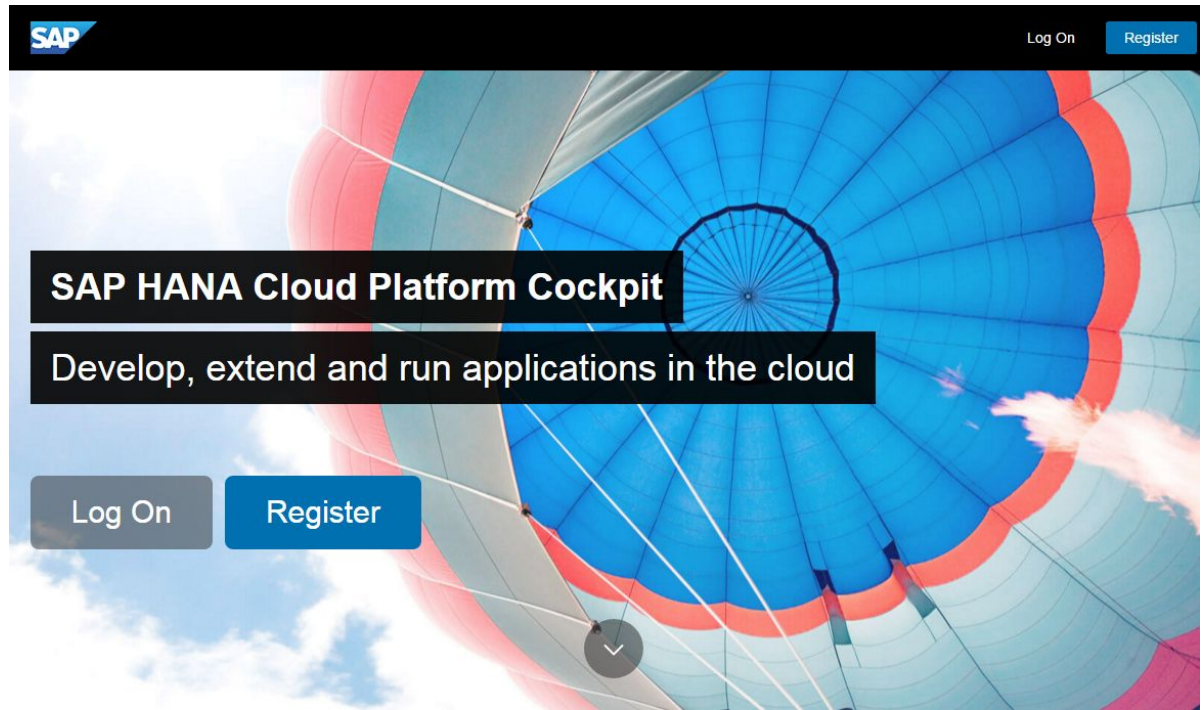 SAP
Log On
Register
SAP HANA Cloud Platform Cockpit
Develop, extend and run applications in the cloud
Log On
Register